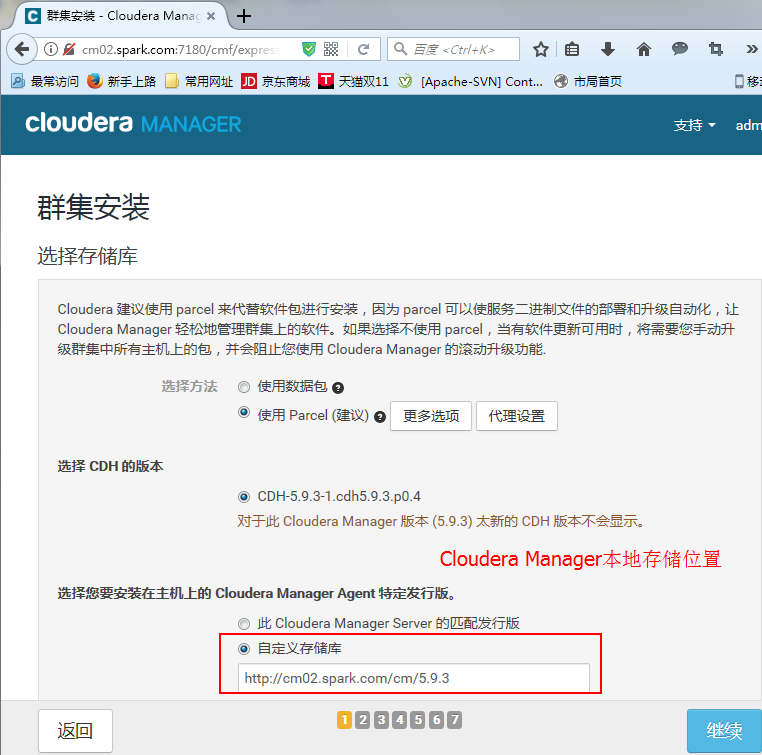 群集安装 - Cloudera Manag
cm02.spark.com:7180/cmf/expres
百度 <Ctrl+K>
最常访问 新手上路 常用网址 JD 京东商城 T 天猫双11 [Apache-SVN] Cont... 市局首页 移
cloudera MANAGER
支持 adm
群集安装
选择存储库
Cloudera 建议使用 parcel 来代替软件包进行安装，因为 parcel 可以使服务二进制文件的部署和升级自动化，让
Cloudera Manager 轻松地管理群集上的软件。如果选择不使用 parcel，当有软件更新可用时，将需要您手动升
级群集中所有主机上的包，并会阻止您使用 Cloudera Manager 的滚动升级功能.
选择方法 使用数据包 ?
使用 Parcel (建议) ? 更多选项 代理设置
选择 CDH 的版本
CDH-5.9.3-1.cdh5.9.3.p0.4
对于此 Cloudera Manager 版本 (5.9.3) 太新的 CDH 版本不会显示。
Cloudera Manager本地存储位置
选择您要安装在主机上的 Cloudera Manager Agent 特定发行版。
此 Cloudera Manager Server 的匹配发行版
自定义存储库
http://cm02.spark.com/cm/5.9.3
返回 1 2 3 4 5 6 7 继续